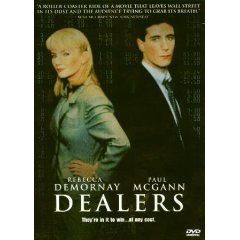 "A ROLLER COASTER RIDE OF A MOVIE THAT LEAVES WALL STREET
IN ITS DUST AND THE AUDIENCE TRYING TO GRAB ITS BREATH!"
REBECCA PAUL
DEMORNAY MCGANN
DEALERS
They're in it to win...at any cost.
DVD